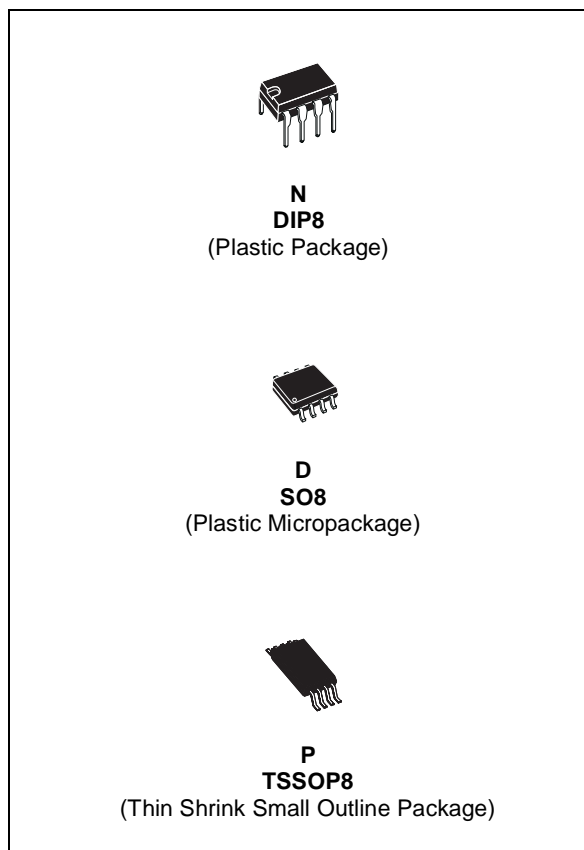 N
DIP8
(Plastic Package)
D
SO8
(Plastic Micropackage)
P
TSSOP8
(Thin Shrink Small Outline Package)